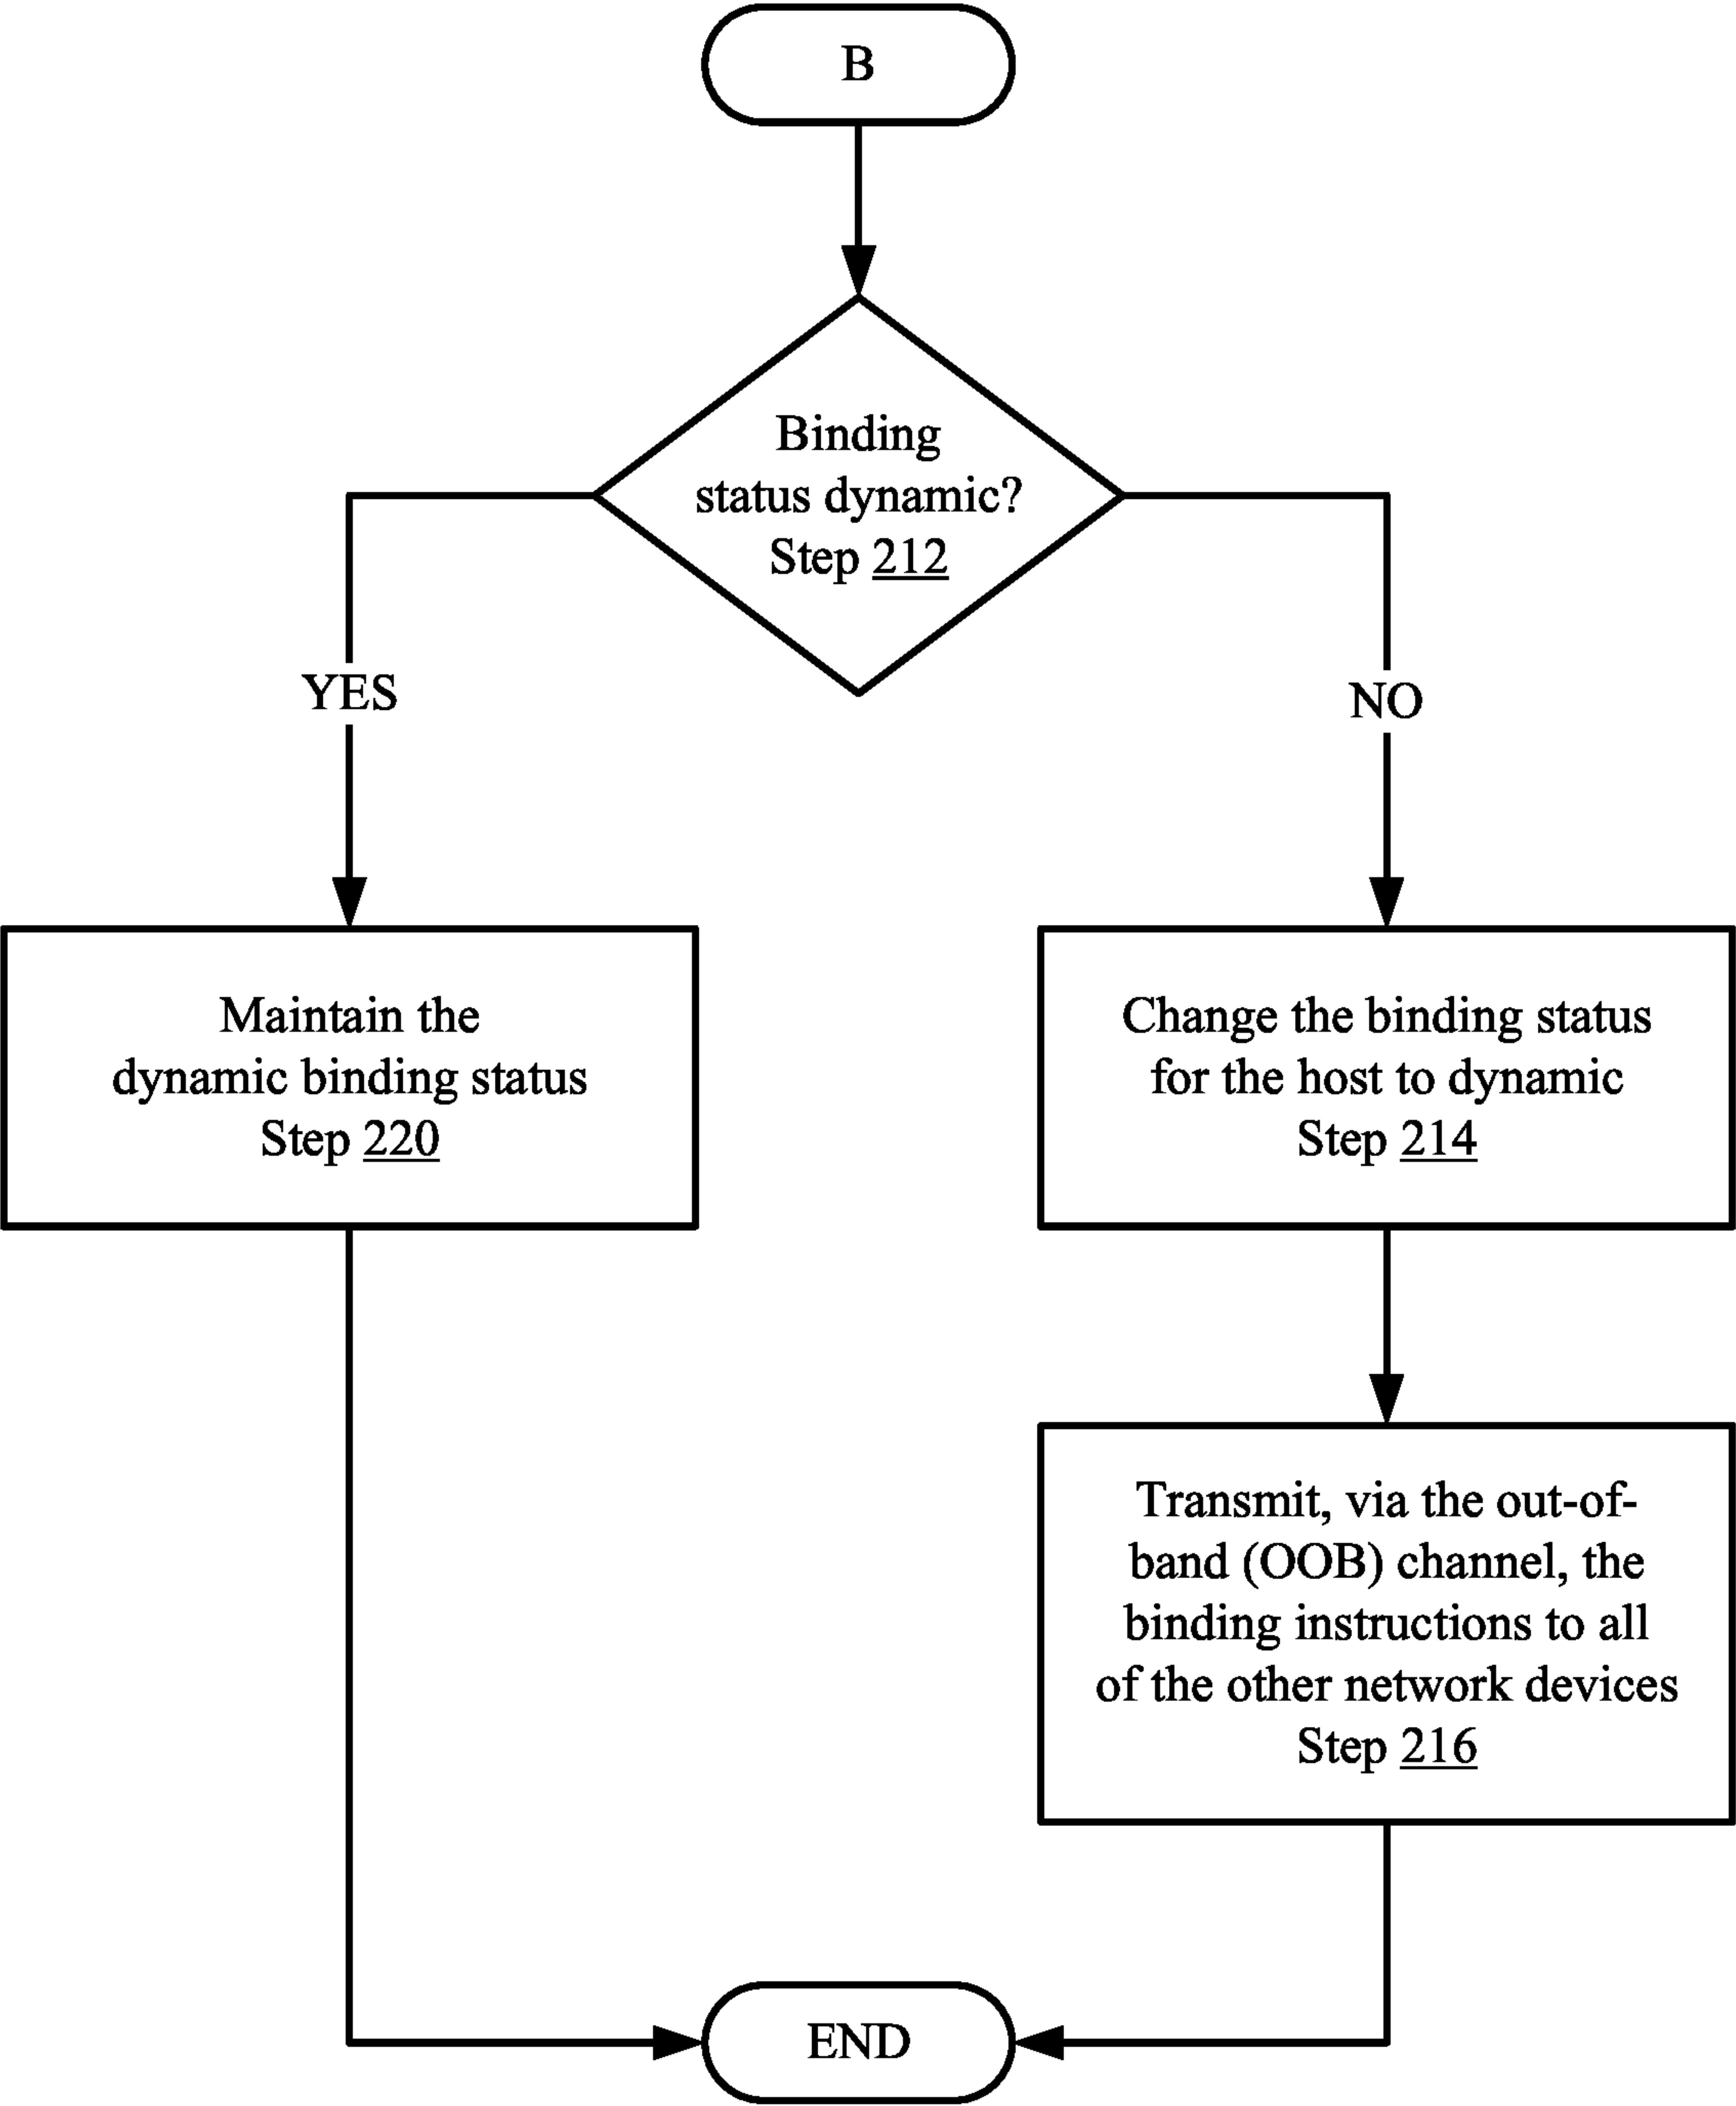 B
Binding
status dynamic?
Step 212
YES
NO
Maintain the
dynamic binding status
Step 220
Change the binding status
for the host to dynamic
Step 214
Transmit, via the out-of-
band (OOB) channel, the
binding instructions to all
of the other network devices
Step 216
END